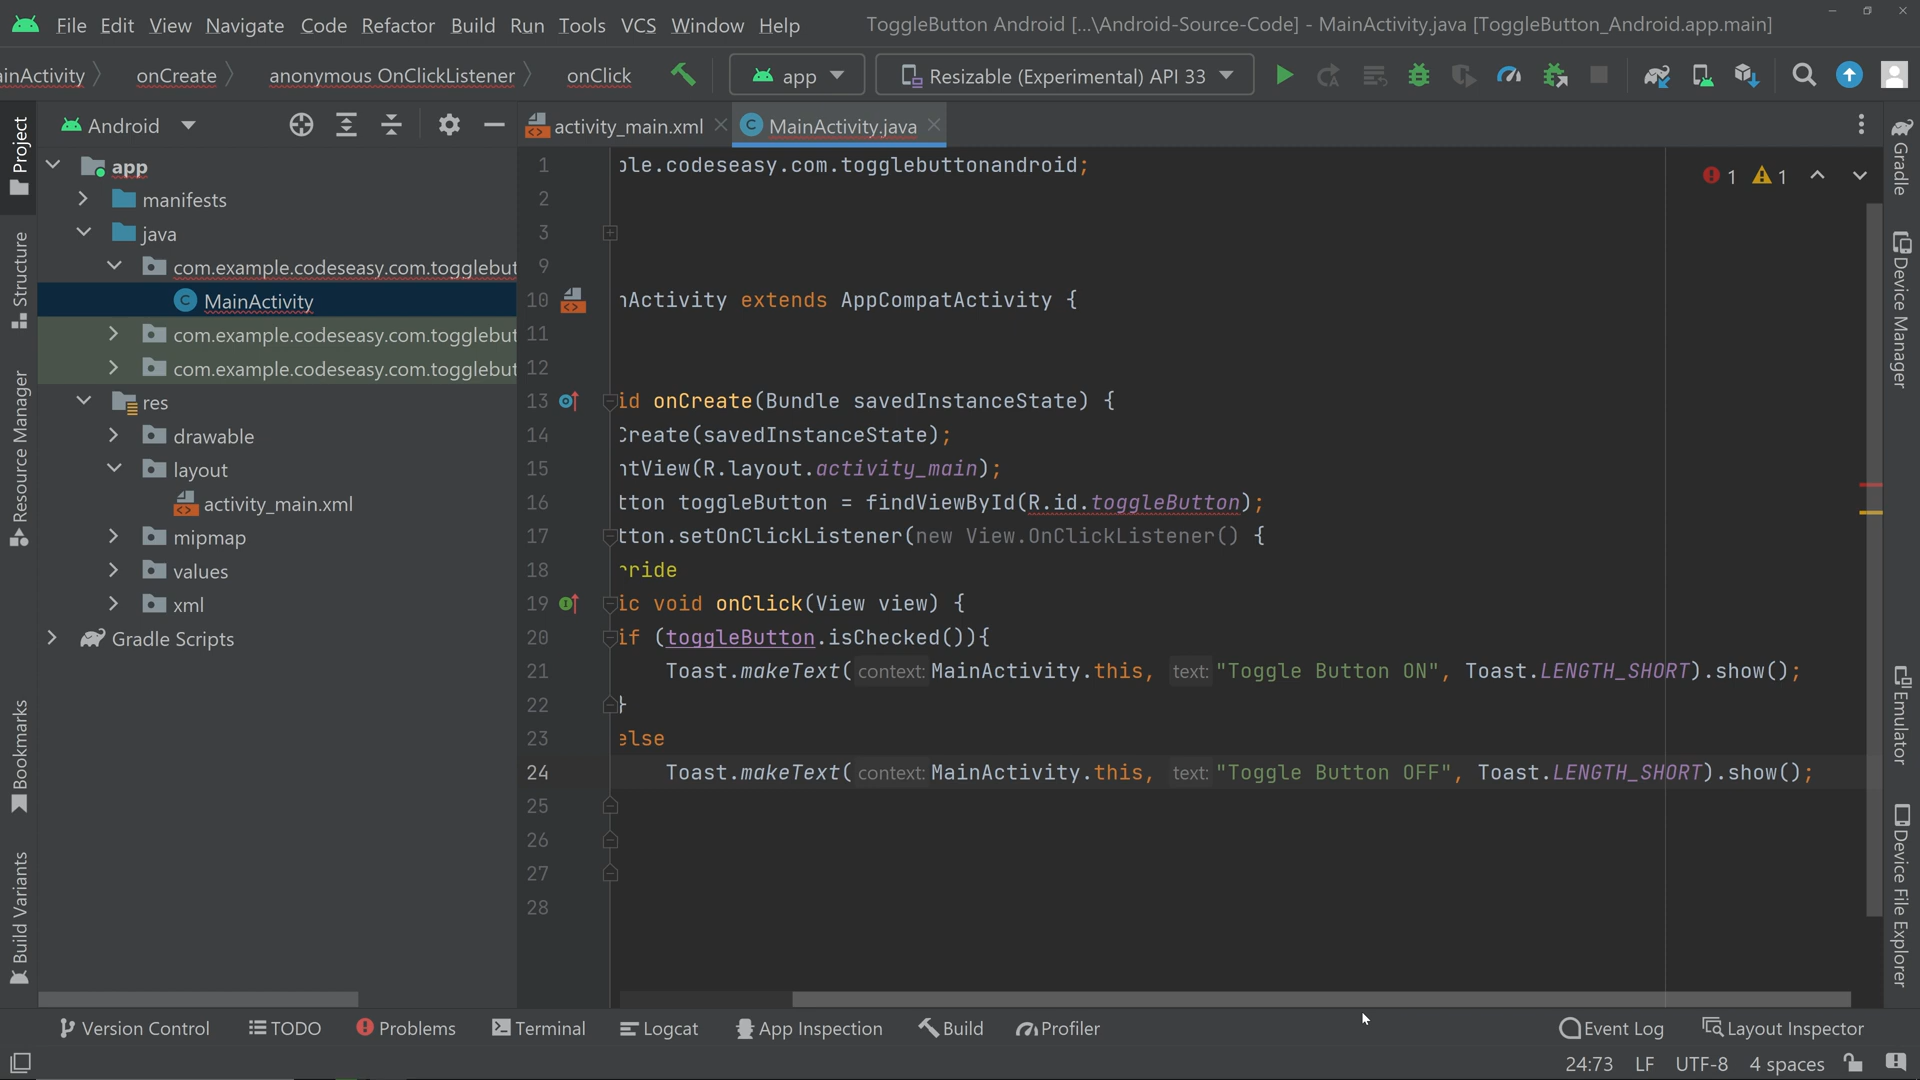 File Edit View Navigate Code Refactor Build Run Tools VCS Window Help ToggleButton Android [...\Android-Source-Code] - MainActivity.java [ToggleButton_Android.app.main]
ainActivity onCreate anonymous OnClickListener onClick app Resizable (Experimental) API 33
Project
Structure
Resource Manager
Bookmarks
Build Variants
Android
app
manifests
java
com.example.codeseasy.com.togglebut
MainActivity
com.example.codeseasy.com.togglebut
com.example.codeseasy.com.togglebut
res
drawable
layout
activity_main.xml
mipmap
values
xml
Gradle Scripts
activity_main.xml MainActivity.java
1 ple.codeseasy.com.togglebuttonandroid;
2
3
9
10 nActivity extends AppCompatActivity {
11
12
13 id onCreate(Bundle savedInstanceState) {
14 Create(savedInstanceState);
15 ntView(R.layout.activity_main);
16 tton toggleButton = findViewById(R.id.toggleButton);
17 tton.setOnClickListener(new View.OnClickListener() {
18 rride
19 ic void onClick(View view) {
20 if (toggleButton.isChecked()){
21 Toast.makeText( context: MainActivity.this, text: "Toggle Button ON", Toast.LENGTH_SHORT).show();
22 }
23 else
24 Toast.makeText( context: MainActivity.this, text: "Toggle Button OFF", Toast.LENGTH_SHORT).show();
25
26
27
28
1 1
Gradle
Device Manager
Emulator
Device File Explorer
Version Control TODO Problems Terminal Logcat App Inspection Build Profiler Event Log Layout Inspector
24:73 LF UTF-8 4 spaces